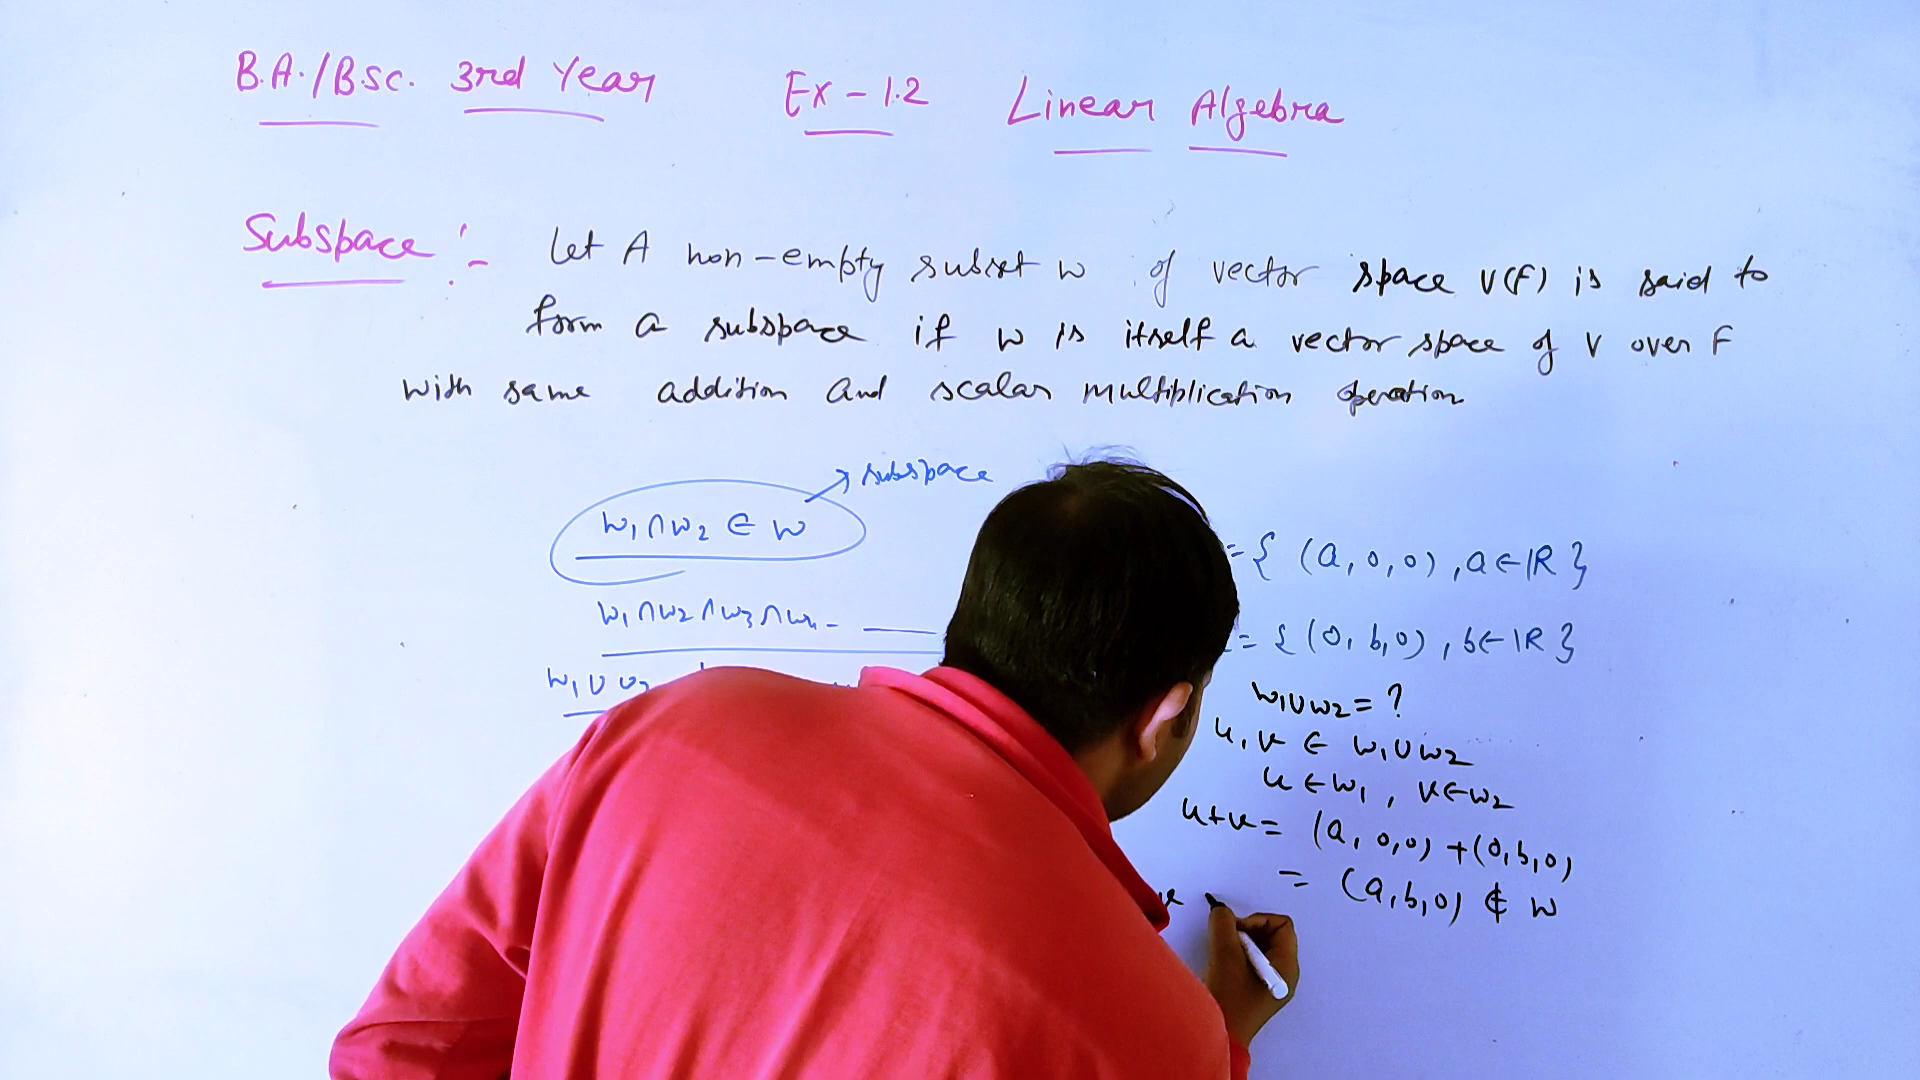 B.A./B.sc. 3rd Year Ex - 1.2 Linear Algebra
Subspace :- Let A non-empty subset W of vector space V(F) is said to
form a subspace if W is itself a vector space of V over F
with same addition and scalar multiplication operation
→ subspace
W₁∩W₂ ∈ W
= { (a, 0, 0) , a ∈ ℝ }
W₁∩W₂∩W₃∩W₄ -
= { (0, b, 0) , b ∈ ℝ }
W₁∪W₂
W₁∪W₂ = ?
u, v ∈ W₁∪W₂
u ∈ W₁ , v ∈ W₂
u+v = (a, 0, 0) + (0, b, 0)
= (a, b, 0) ∉ W